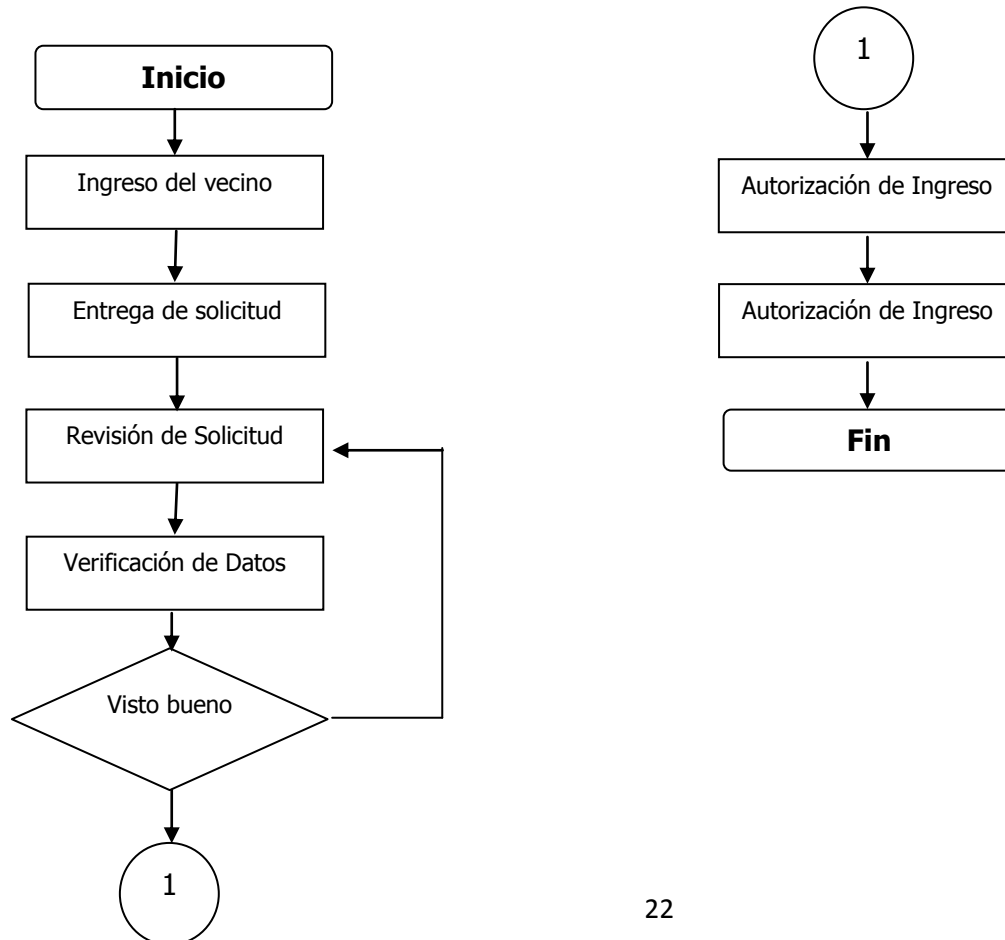 Inicio
Ingreso del vecino
Entrega de solicitud
Revisión de Solicitud
Verificación de Datos
Visto bueno
1
1
Autorización de Ingreso
Autorización de Ingreso
Fin
22